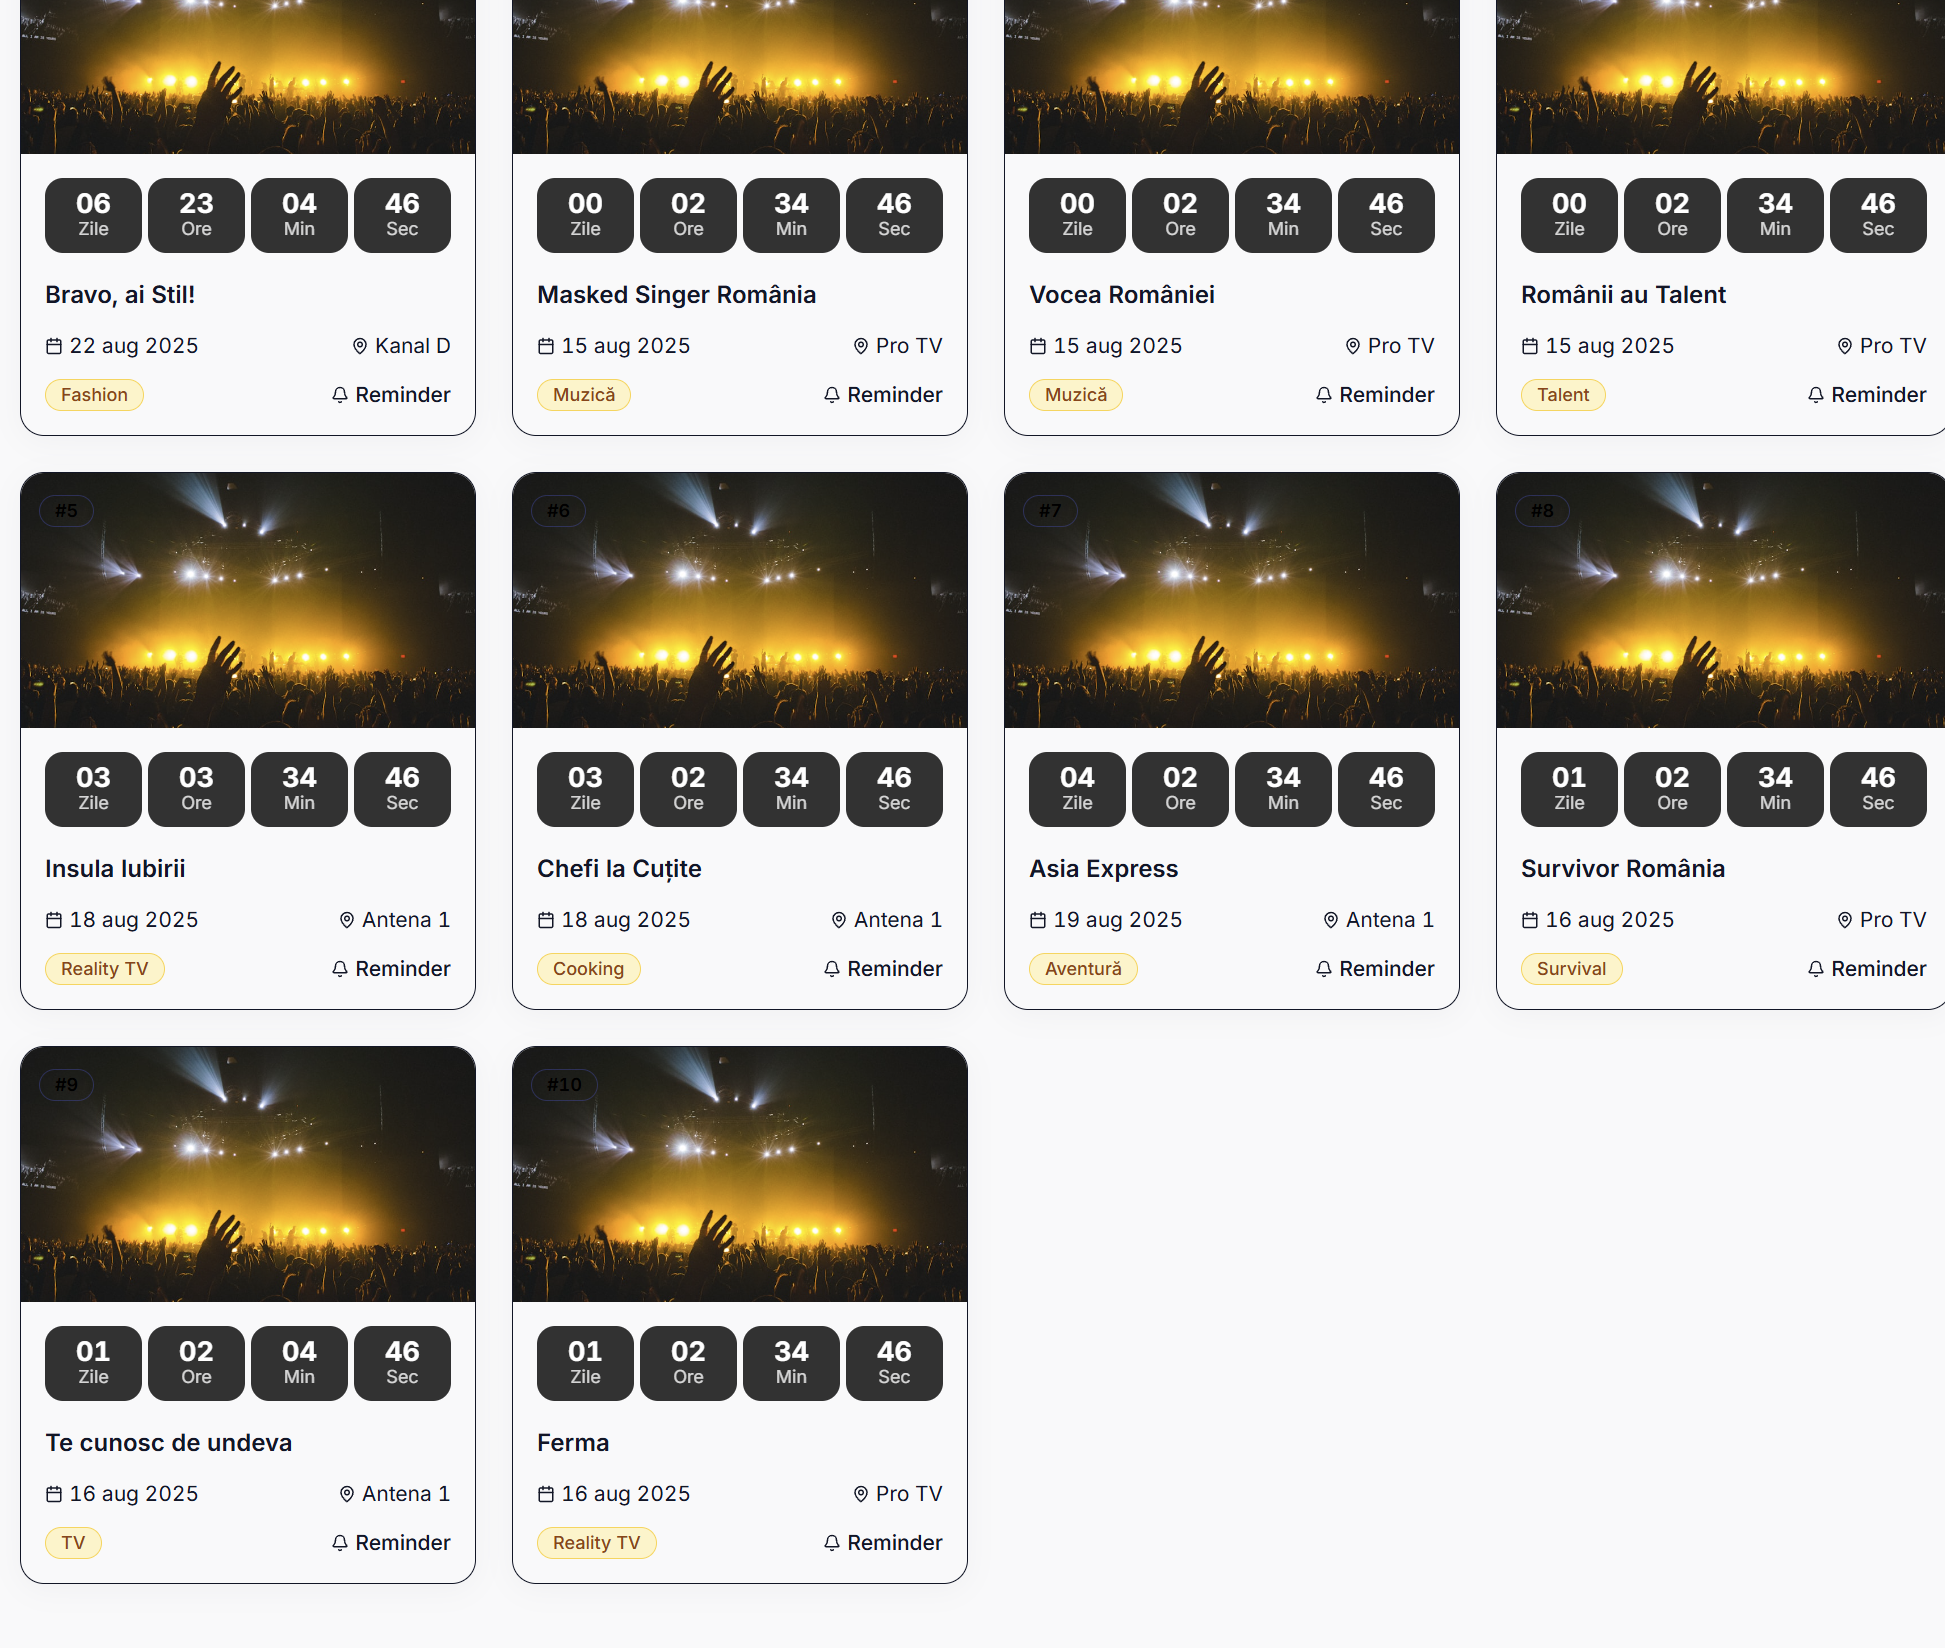 06 23 04 46
Zile Ore Min Sec
Bravo, ai Stil!
22 aug 2025 Kanal D
Fashion Reminder
00 02 34 46
Zile Ore Min Sec
Masked Singer România
15 aug 2025 Pro TV
Muzică Reminder
00 02 34 46
Zile Ore Min Sec
Vocea României
15 aug 2025 Pro TV
Muzică Reminder
00 02 34 46
Zile Ore Min Sec
Românii au Talent
15 aug 2025 Pro TV
Talent Reminder
#5
03 03 34 46
Zile Ore Min Sec
Insula Iubirii
18 aug 2025 Antena 1
Reality TV Reminder
#6
03 02 34 46
Zile Ore Min Sec
Chefi la Cuțite
18 aug 2025 Antena 1
Cooking Reminder
#7
04 02 34 46
Zile Ore Min Sec
Asia Express
19 aug 2025 Antena 1
Aventură Reminder
#8
01 02 34 46
Zile Ore Min Sec
Survivor România
16 aug 2025 Pro TV
Survival Reminder
#9
01 02 04 46
Zile Ore Min Sec
Te cunosc de undeva
16 aug 2025 Antena 1
TV Reminder
#10
01 02 34 46
Zile Ore Min Sec
Ferma
16 aug 2025 Pro TV
Reality TV Reminder